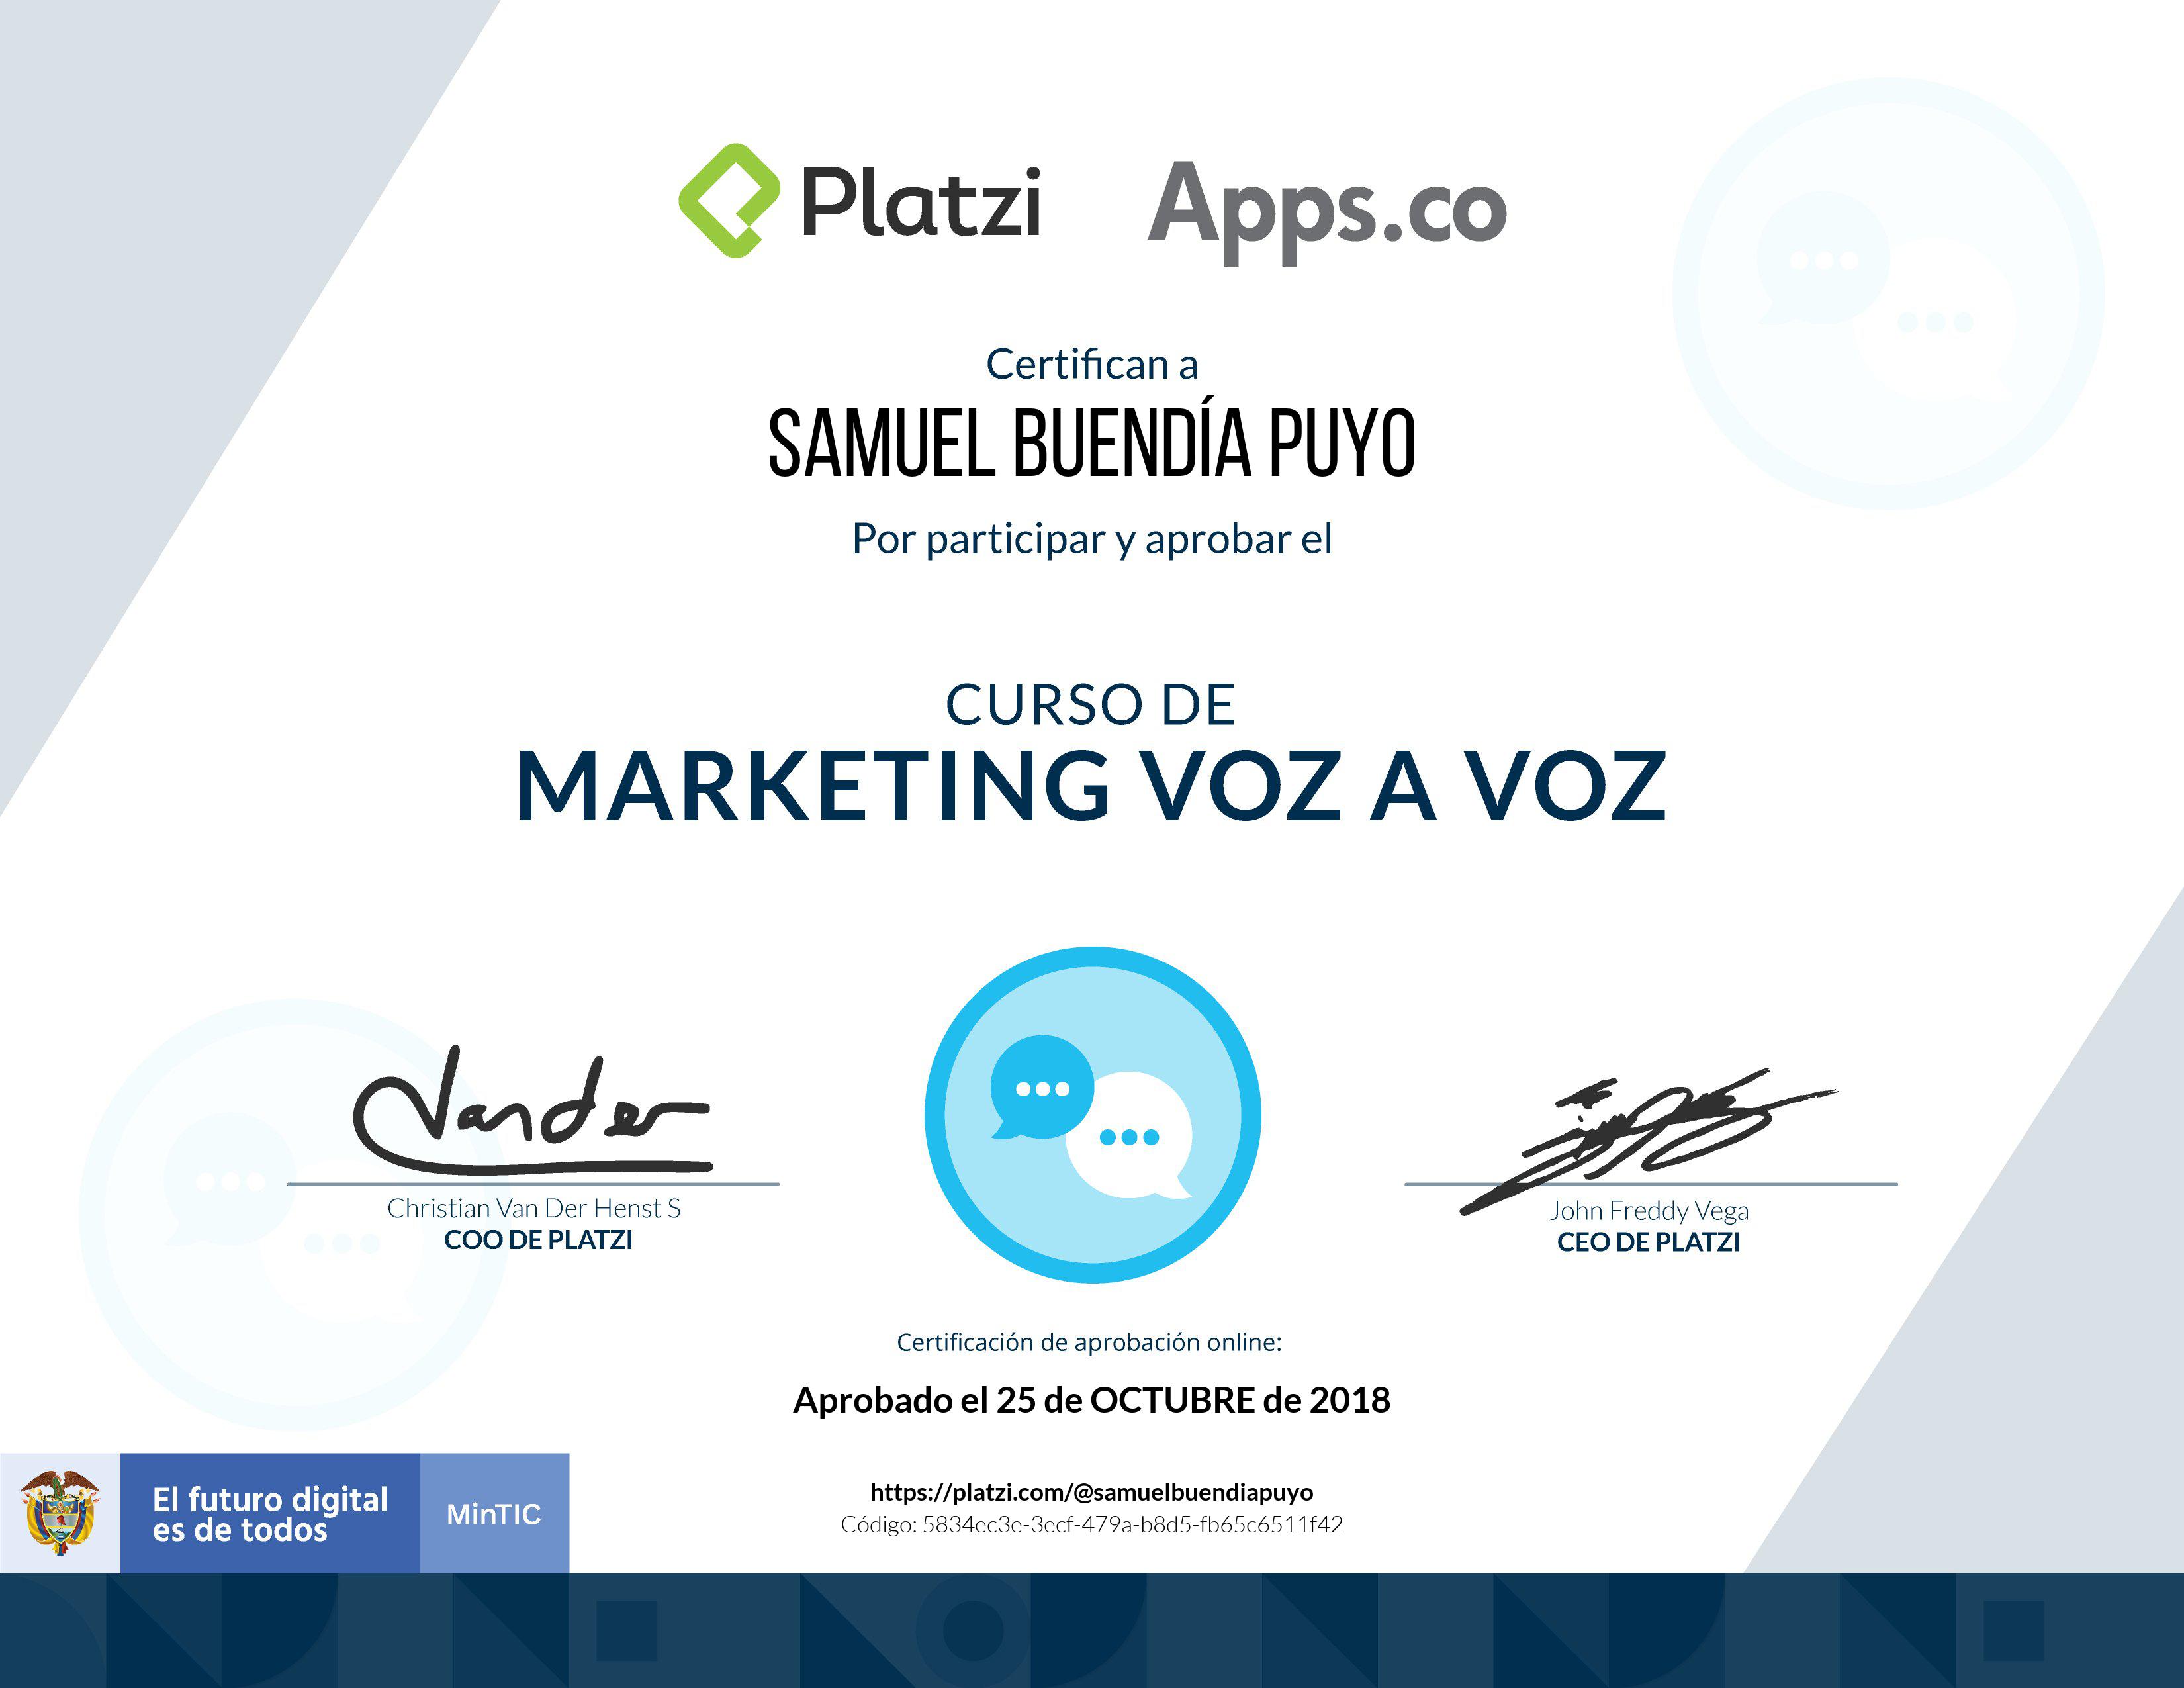 Platzi Apps.co
Certifican a
SAMUEL BUENDÍA PUYO
Por participar y aprobar el
CURSO DE
MARKETING VOZ A VOZ
Vander
Christian Van Der Henst S
COO DE PLATZI
John Freddy Vega
CEO DE PLATZI
Certificación de aprobación online:
Aprobado el 25 de OCTUBRE de 2018
https://platzi.com/@samuelbuendiapuyo
Código: 5834ec3e-3ecf-479a-b8d5-fb65c6511f42
El futuro digital
es de todos
MinTIC